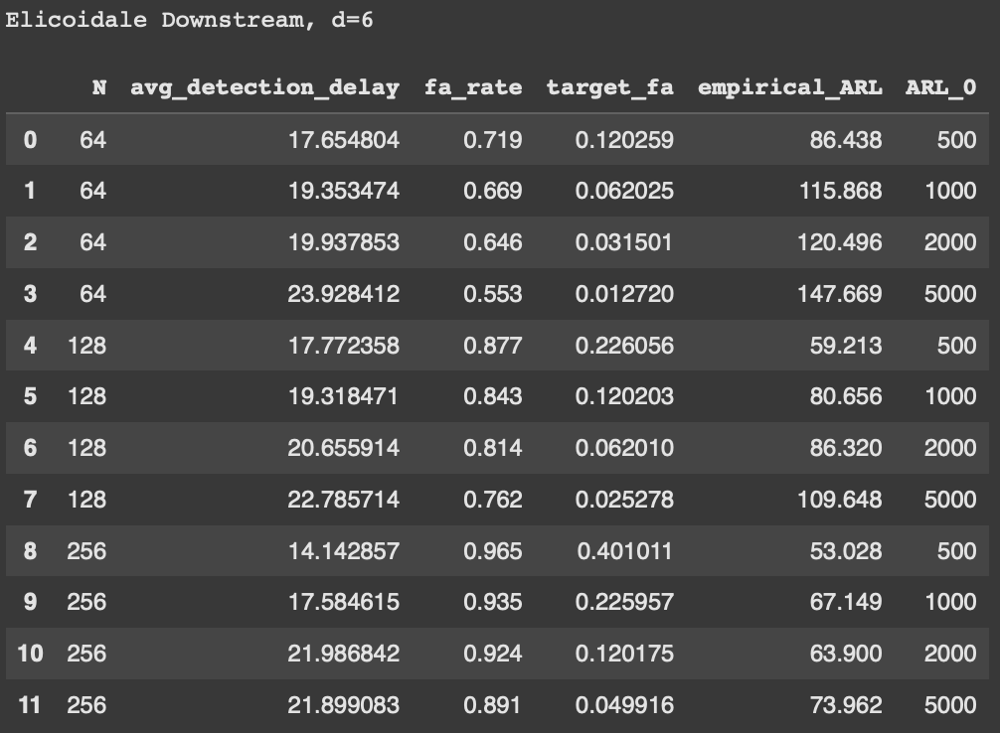 Elicoidale Downstream, d=6
N avg_detection_delay fa_rate target_fa empirical_ARL ARL_0
0 64 17.654804 0.719 0.120259 86.438 500
1 64 19.353474 0.669 0.062025 115.868 1000
2 64 19.937853 0.646 0.031501 120.496 2000
3 64 23.928412 0.553 0.012720 147.669 5000
4 128 17.772358 0.877 0.226056 59.213 500
5 128 19.318471 0.843 0.120203 80.656 1000
6 128 20.655914 0.814 0.062010 86.320 2000
7 128 22.785714 0.762 0.025278 109.648 5000
8 256 14.142857 0.965 0.401011 53.028 500
9 256 17.584615 0.935 0.225957 67.149 1000
10 256 21.986842 0.924 0.120175 63.900 2000
11 256 21.899083 0.891 0.049916 73.962 5000